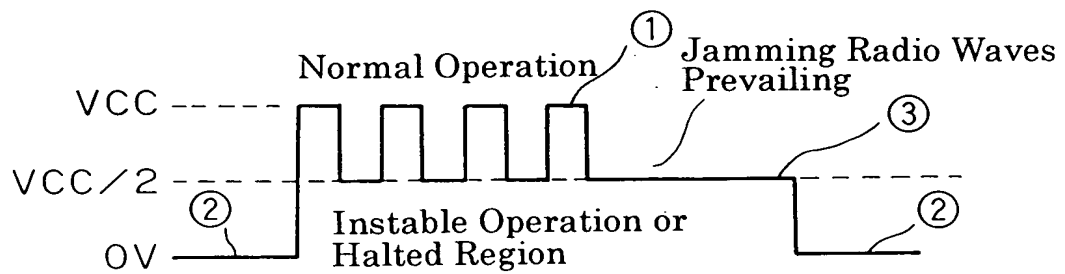 ①
Jamming Radio Waves
Prevailing
Normal Operation
VCC
③
VCC/2
②
Instable Operation or
Halted Region
②
0V